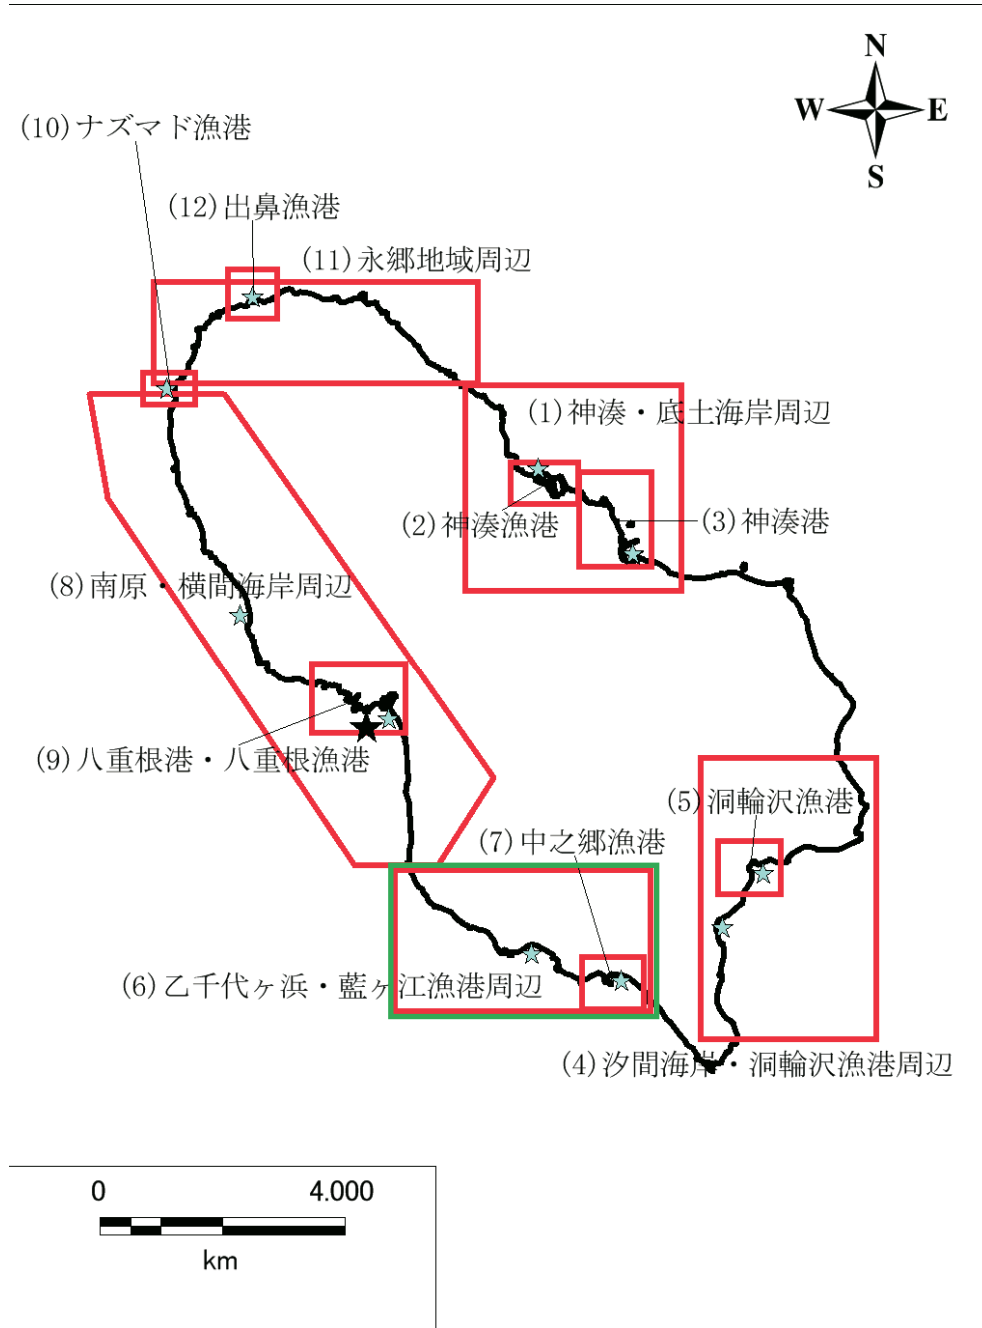 N
W E
S
(10)ナズマド漁港
(12)出鼻漁港
(11)永郷地域周辺
(1)神湊・底土海岸周辺
(2)神湊漁港
(3)神湊港
(8)南原・横間海岸周辺
(9)八重根港・八重根漁港
(5)洞輪沢漁港
(7)中之郷漁港
(6)乙千代ヶ浜・藍ヶ江漁港周辺
(4)汐間海岸・洞輪沢漁港周辺
0 4.000
km